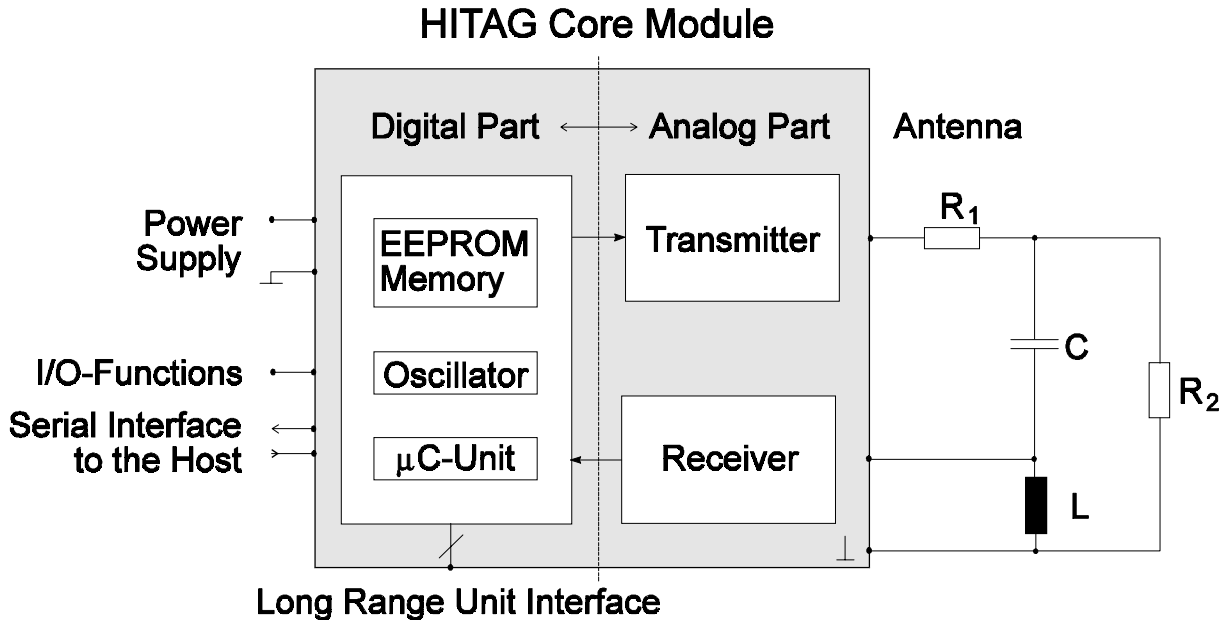 HITAG Core Module
Digital Part
Analog Part
Antenna
Power
Supply
EEPROM
Memory
Transmitter
R1
I/O-Functions
Oscillator
C
R2
Serial Interface
to the Host
μC-Unit
Receiver
L
Long Range Unit Interface